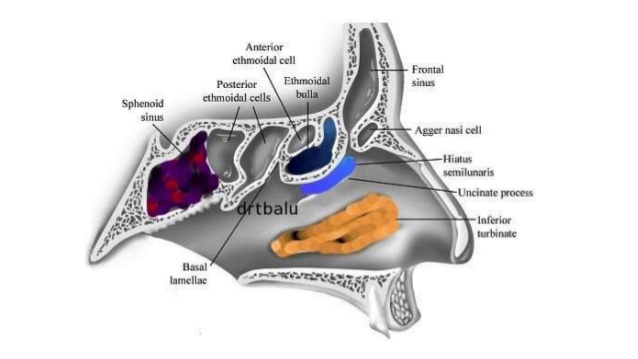 Anterior
ethmoidal cell
Ethmoidal
bulla
Posterior
ethmoidal cells
Sphenoid
sinus
Frontal
sinus
Agger nasi cell
Hiatus
semilunaris
Uncinate process
Inferior
turbinate
drtbalu
Basal
lamellae